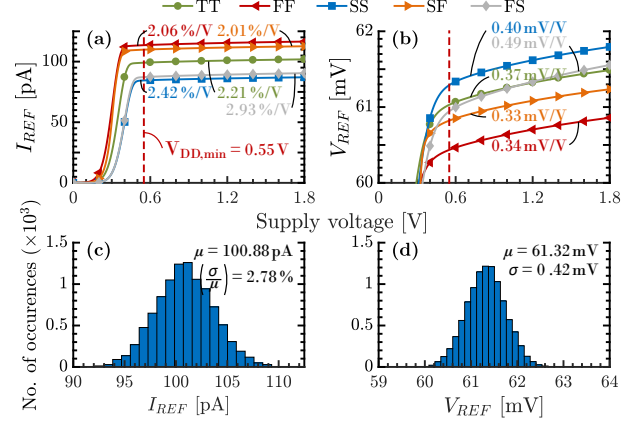 TT FF SS SF FS
(a) 2.06 %/V 2.01 %/V
2.42 %/V 2.21 %/V
2.93 %/V
V_DD,min = 0.55 V
I_REF [pA]
100
50
0
0 0.6 1.2 1.8
(b) 0.40 mV/V
0.49 mV/V
0.37 mV/V
0.33 mV/V
0.34 mV/V
V_REF [mV]
62
61
60
0 0.6 1.2 1.8
Supply voltage [V]
(c) μ = 100.88 pA
(σ/μ) = 2.78 %
No. of occurences (×10³)
1.5
1
0.5
0
90 95 100 105 110
I_REF [pA]
(d) μ = 61.32 mV
σ = 0.42 mV
1.5
1
0.5
0
59 60 61 62 63 64
V_REF [mV]